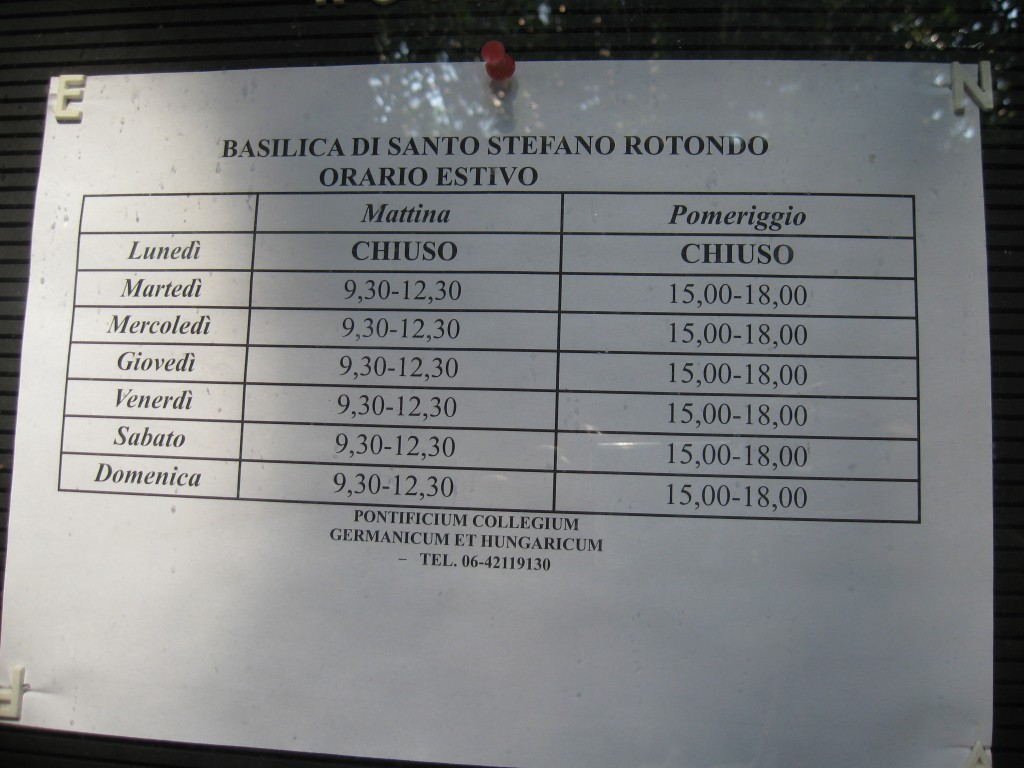 E
N
BASILICA DI SANTO STEFANO ROTONDO
ORARIO ESTIVO
Mattina Pomeriggio
Lunedì CHIUSO CHIUSO
Martedì 9,30-12,30 15,00-18,00
Mercoledì 9,30-12,30 15,00-18,00
Giovedì 9,30-12,30 15,00-18,00
Venerdì 9,30-12,30 15,00-18,00
Sabato 9,30-12,30 15,00-18,00
Domenica 9,30-12,30 15,00-18,00
PONTIFICIUM COLLEGIUM
GERMANICUM ET HUNGARICUM
– TEL. 06-42119130
A